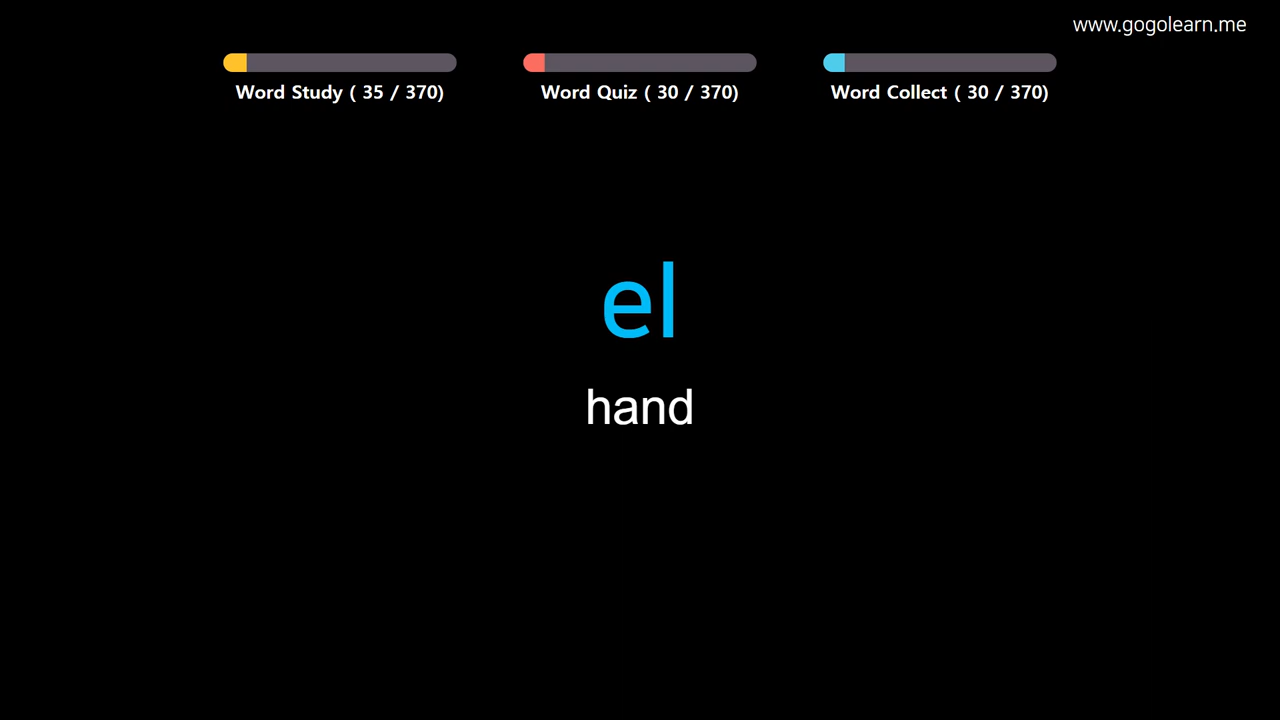 www.gogolearn.me
Word Study ( 35 / 370)
Word Quiz ( 30 / 370)
Word Collect ( 30 / 370)
el
hand